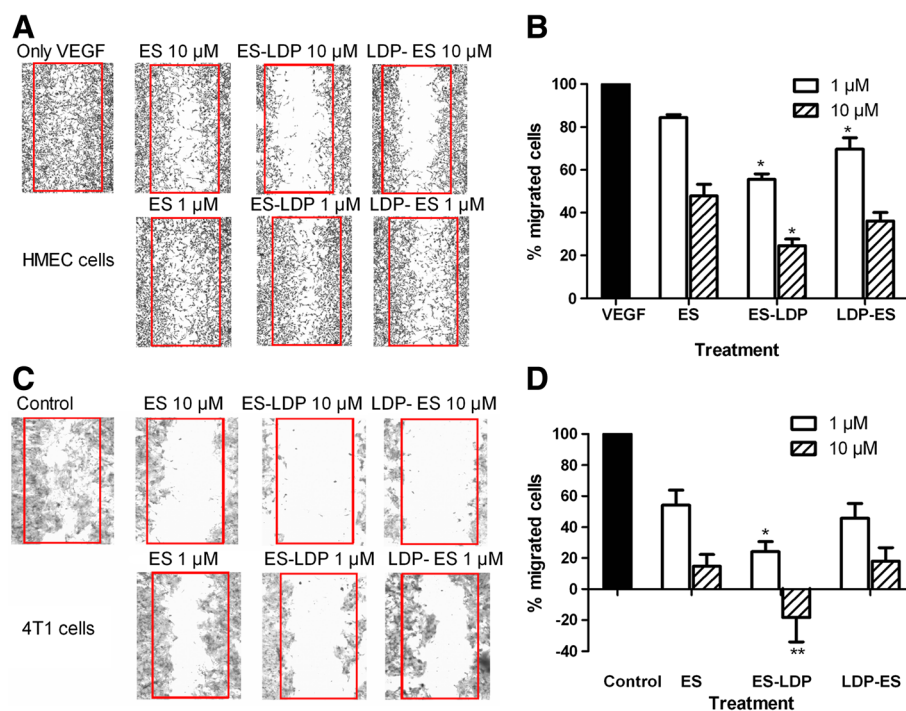 A
Only VEGF
ES 10 µM
ES-LDP 10 µM
LDP- ES 10 µM
ES 1 µM
ES-LDP 1 µM
LDP- ES 1 µM
HMEC cells
B
1 µM
10 µM
% migrated cells
100
80
60
40
20
0
*
*
*
VEGF
ES
ES-LDP
LDP-ES
Treatment
C
Control
ES 10 µM
ES-LDP 10 µM
LDP- ES 10 µM
ES 1 µM
ES-LDP 1 µM
LDP- ES 1 µM
4T1 cells
D
1 µM
10 µM
% migrated cells
100
80
60
40
20
0
-20
-40
*
**
Control
ES
ES-LDP
LDP-ES
Treatment